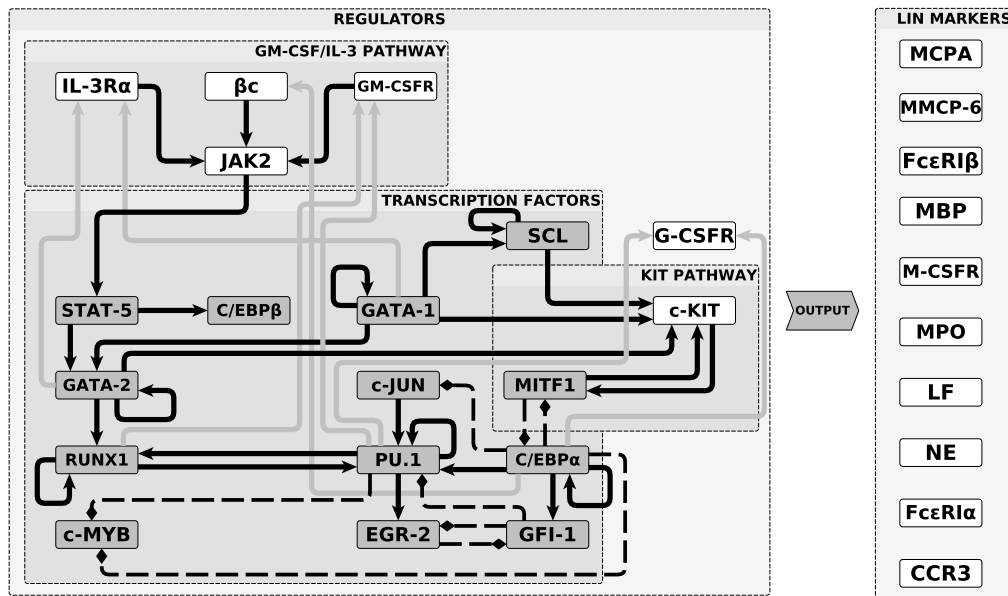 REGULATORS
LIN MARKERS
GM-CSF/IL-3 PATHWAY
MCPA
IL-3Rα
βc
GM-CSFR
MMCP-6
JAK2
FcεRIβ
TRANSCRIPTION FACTORS
MBP
SCL
G-CSFR
KIT PATHWAY
M-CSFR
STAT-5
C/EBPβ
GATA-1
c-KIT
OUTPUT
MPO
GATA-2
c-JUN
MITF1
LF
RUNX1
PU.1
C/EBPα
NE
FcεRIα
c-MYB
EGR-2
GFI-1
CCR3